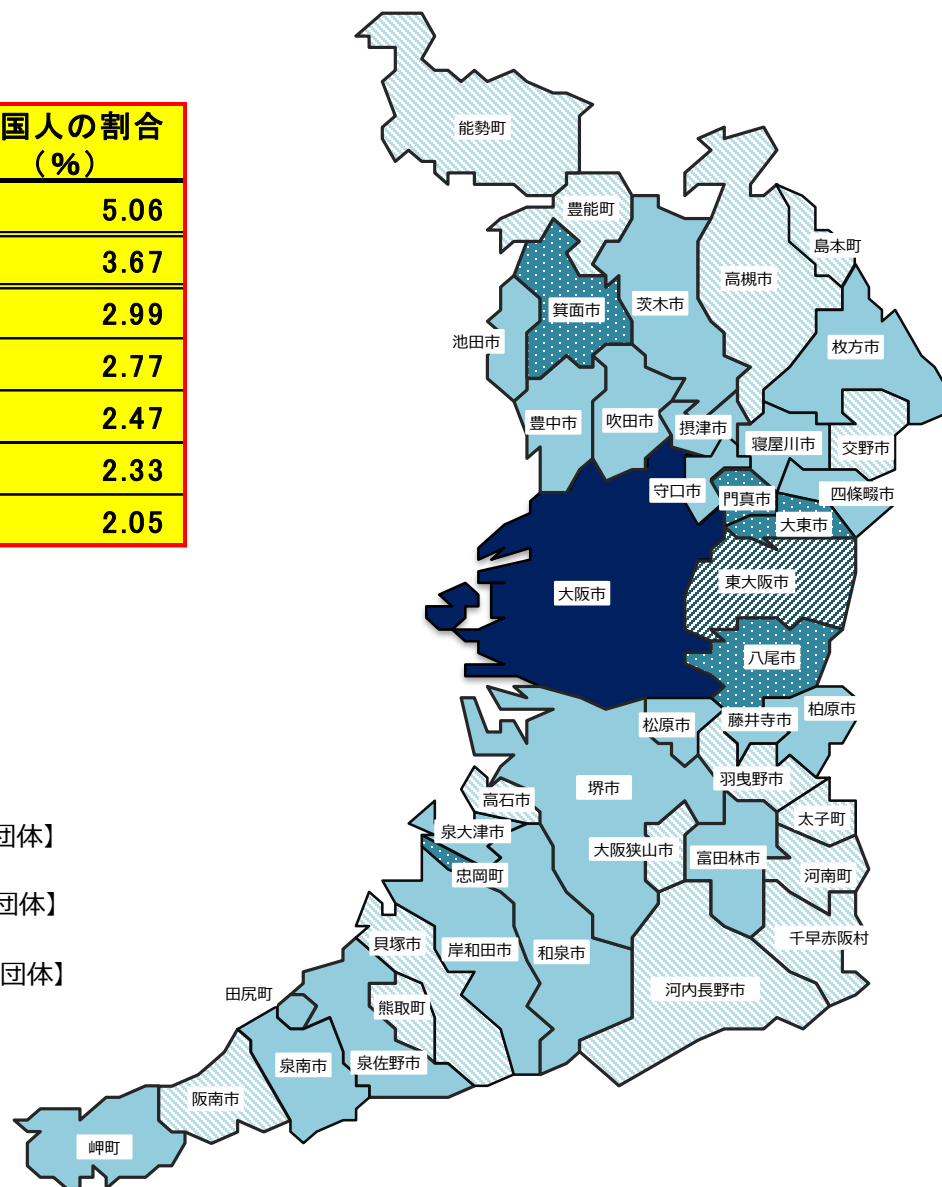 国人の割合
（%）
5.06
3.67
2.99
2.77
2.47
2.33
2.05
能勢町
豊能町
島本町
高槻市
茨木市
箕面市
池田市
枚方市
豊中市
吹田市
摂津市
寝屋川市
交野市
守口市
門真市
四條畷市
大東市
大阪市
東大阪市
八尾市
松原市
藤井寺市
柏原市
羽曳野市
堺市
高石市
太子町
泉大津市
大阪狭山市
富田林市
忠岡町
河南町
団体】
団体】
団体】
千早赤阪村
貝塚市
岸和田市
和泉市
河内長野市
田尻町
熊取町
泉南市
泉佐野市
阪南市
岬町